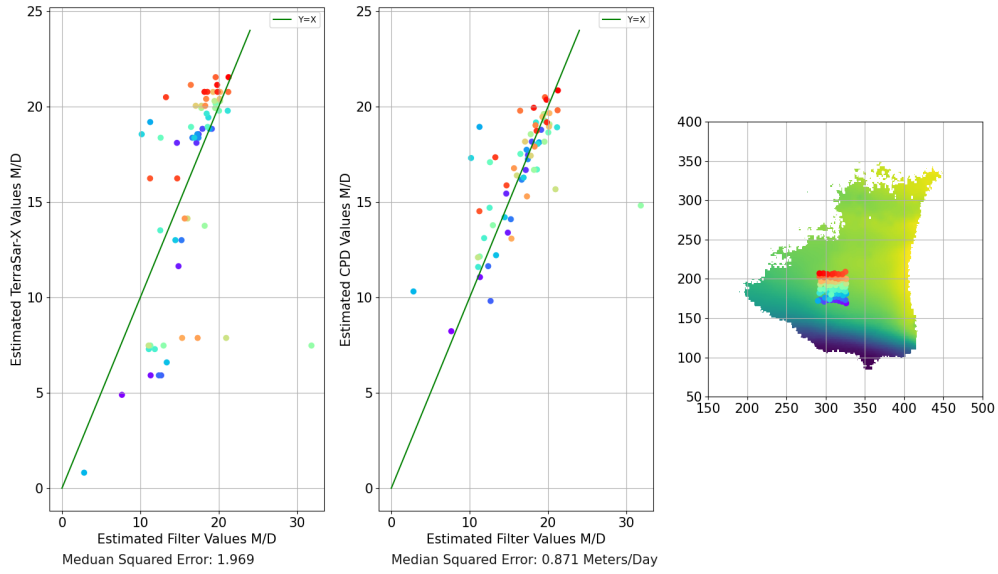 25
20
15
10
5
0
0 10 20 30
Estimated TerraSar-X Values M/D
Estimated Filter Values M/D
Y=X
Meduan Squared Error: 1.969
25
20
15
10
5
0
0 10 20 30
Estimated CPD Values M/D
Estimated Filter Values M/D
Y=X
Median Squared Error: 0.871 Meters/Day
400
350
300
250
200
150
100
50
150 200 250 300 350 400 450 500